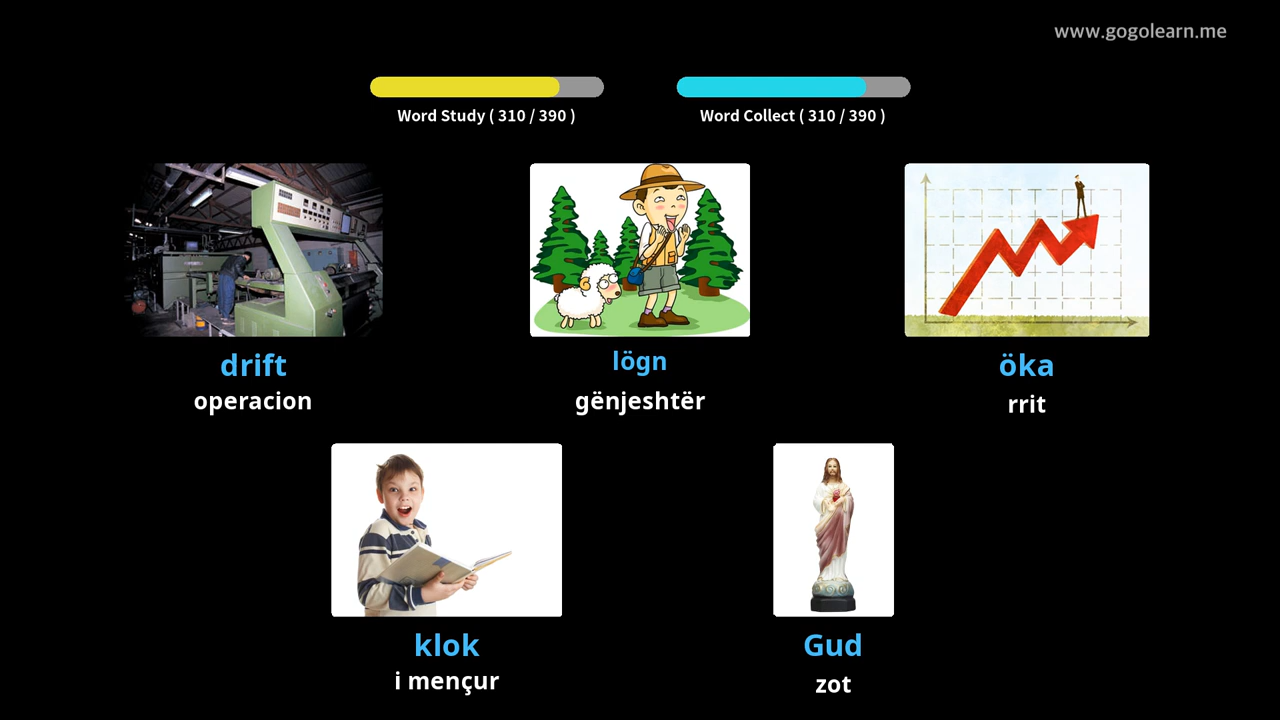 www.gogolearn.me
Word Study ( 310 / 390 )
Word Collect ( 310 / 390 )
drift
operacion
lögn
gënjeshtër
öka
rrit
klok
i mençur
Gud
zot